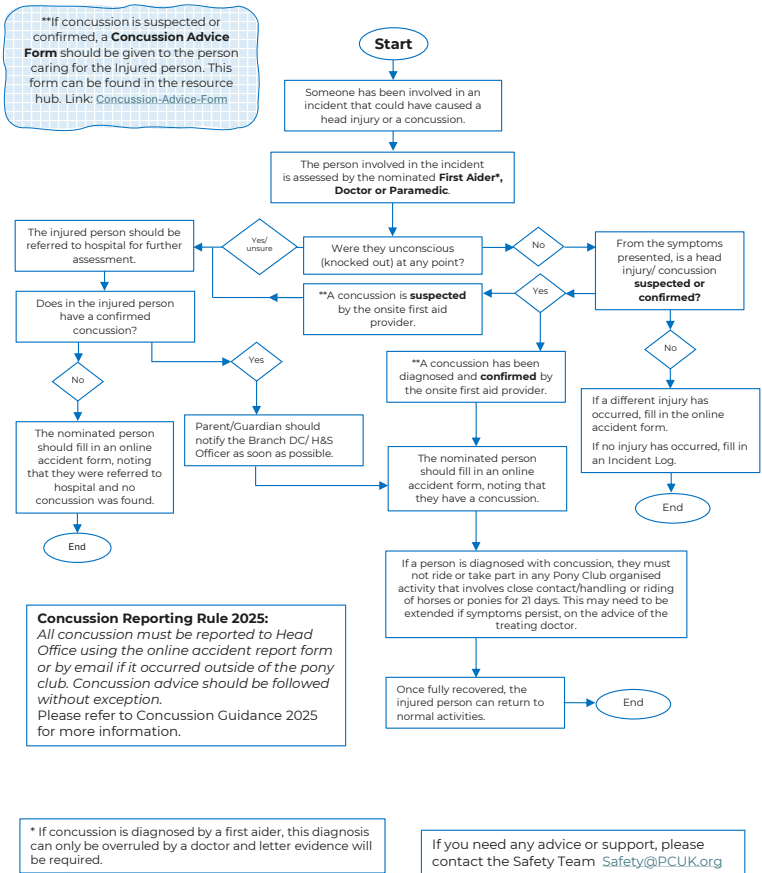 **If concussion is suspected or
confirmed, a Concussion Advice
Form should be given to the person
caring for the Injured person. This
form can be found in the resource
hub. Link: Concussion-Advice-Form
Start
Someone has been involved in an
incident that could have caused a
head injury or a concussion.
The person involved in the incident
is assessed by the nominated First Aider*,
Doctor or Paramedic.
Were they unconscious
(knocked out) at any point?
Yes/
unsure
The injured person should be
referred to hospital for further
assessment.
No
From the symptoms
presented, is a head
injury/ concussion
suspected or
confirmed?
Yes
**A concussion is suspected
by the onsite first aid
provider.
Does in the injured person
have a confirmed
concussion?
No
Yes
**A concussion has been
diagnosed and confirmed by
the onsite first aid provider.
No
If a different injury has
occurred, fill in the online
accident form.
If no injury has occurred, fill in
an Incident Log.
End
The nominated person
should fill in an online
accident form, noting
that they were referred to
hospital and no
concussion was found.
End
Parent/Guardian should
notify the Branch DC/ H&S
Officer as soon as possible.
The nominated person
should fill in an online
accident form, noting that
they have a concussion.
If a person is diagnosed with concussion, they must
not ride or take part in any Pony Club organised
activity that involves close contact/handling or riding
of horses or ponies for 21 days. This may need to be
extended if symptoms persist, on the advice of the
treating doctor.
Once fully recovered, the
injured person can return to
normal activities.
End
Concussion Reporting Rule 2025:
All concussion must be reported to Head
Office using the online accident report form
or by email if it occurred outside of the pony
club. Concussion advice should be followed
without exception.
Please refer to Concussion Guidance 2025
for more information.
* If concussion is diagnosed by a first aider, this diagnosis
can only be overruled by a doctor and letter evidence will
be required.
If you need any advice or support, please
contact the Safety Team Safety@PCUK.org